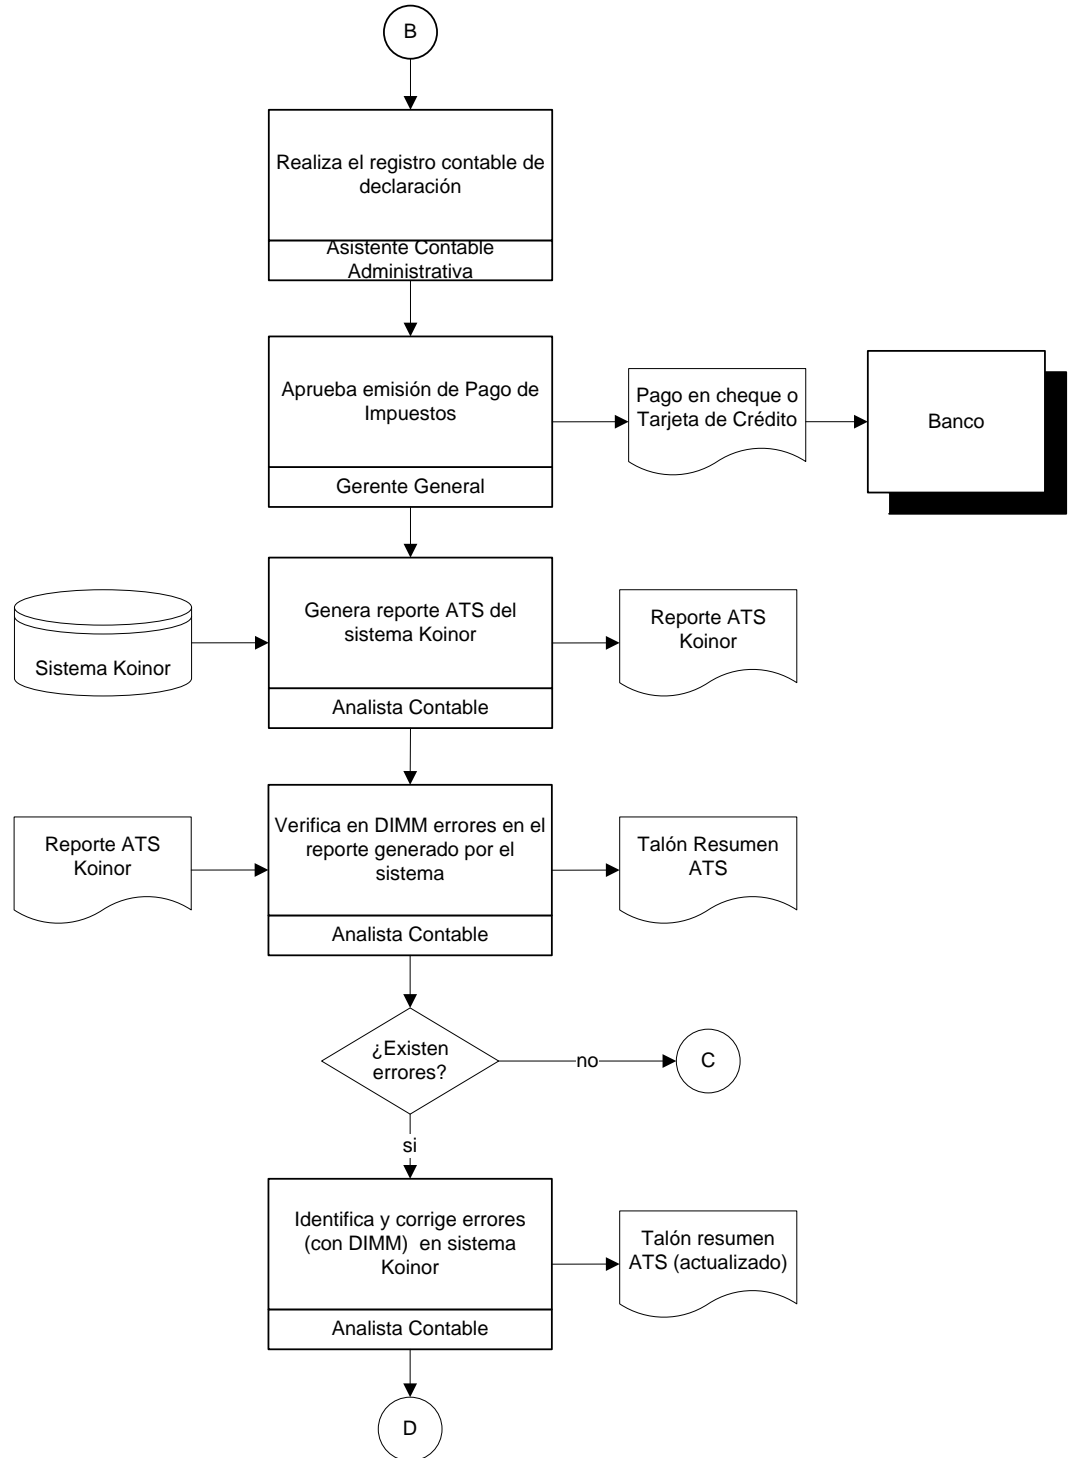 B
Realiza el registro contable de
declaración
Asistente Contable
Administrativa
Aprueba emisión de Pago de
Impuestos
Gerente General
Pago en cheque o
Tarjeta de Crédito
Banco
Sistema Koinor
Genera reporte ATS del
sistema Koinor
Analista Contable
Reporte ATS
Koinor
Reporte ATS
Koinor
Verifica en DIMM errores en el
reporte generado por el
sistema
Analista Contable
Talón Resumen
ATS
¿Existen
errores?
no
C
si
Identifica y corrige errores
(con DIMM) en sistema
Koinor
Analista Contable
Talón resumen
ATS (actualizado)
D